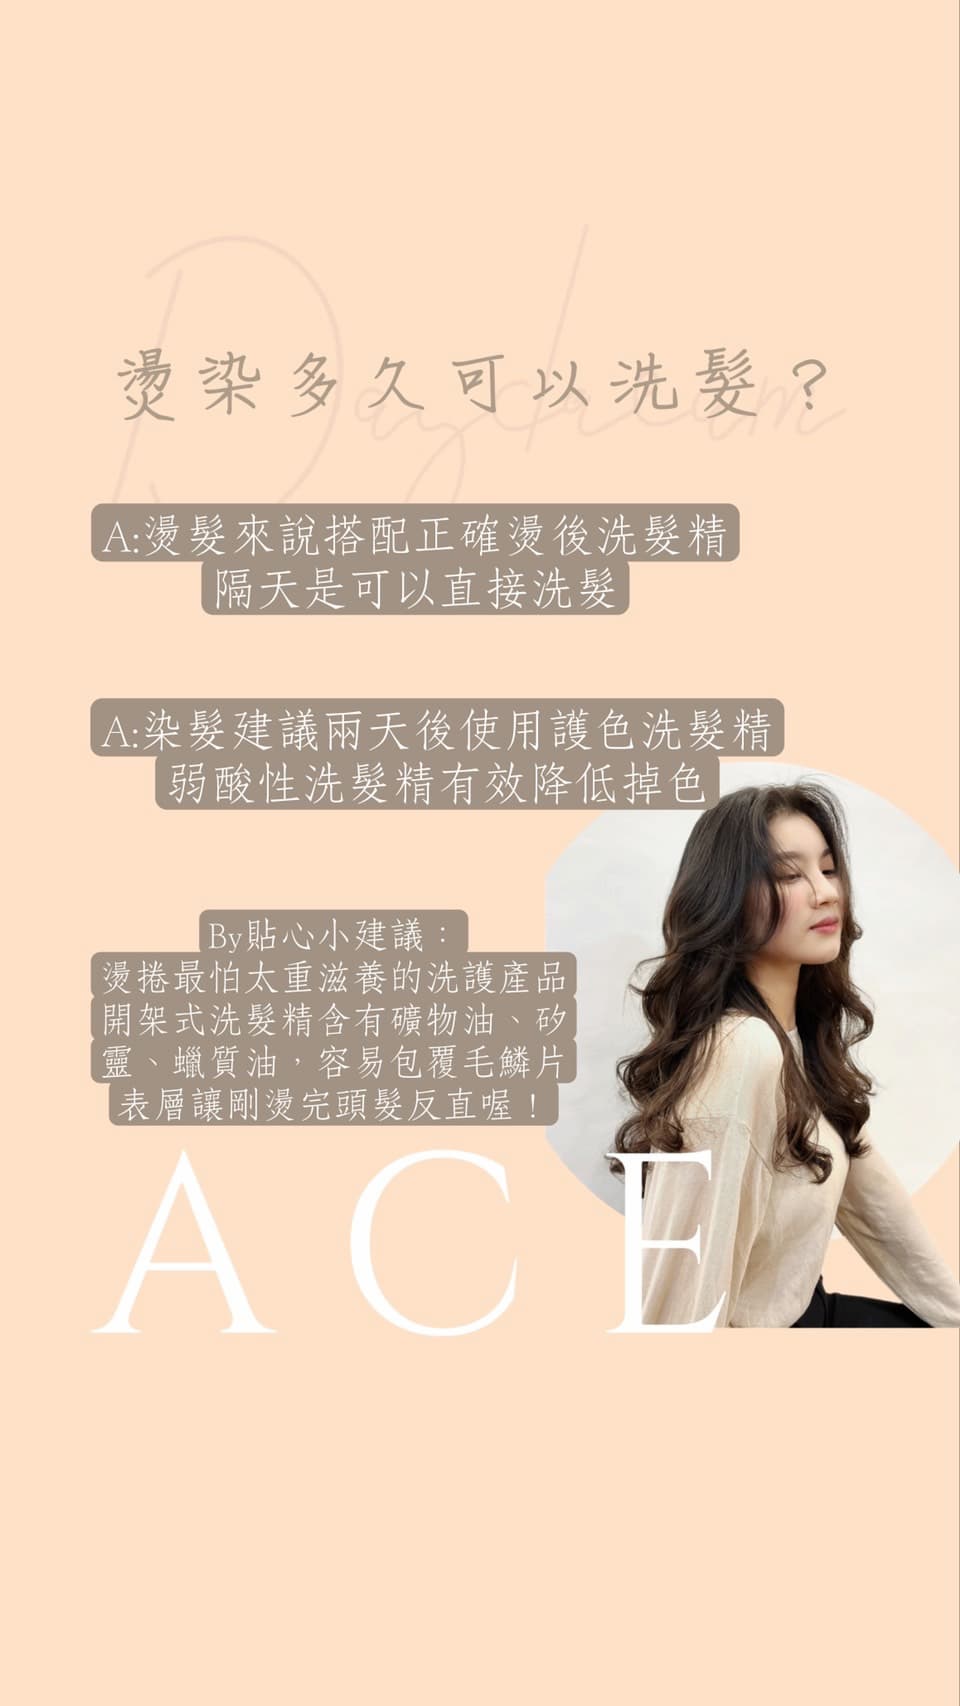 Daydream
燙染多久可以洗髮？
A:燙髮來說搭配正確燙後洗髮精
隔天是可以直接洗髮
A:染髮建議兩天後使用護色洗髮精
弱酸性洗髮精有效降低掉色
By貼心小建議：
燙捲最怕太重滋養的洗護產品
開架式洗髮精含有礦物油、矽
靈、蠟質油，容易包覆毛鱗片
表層讓剛燙完頭髮反直喔！
ACE